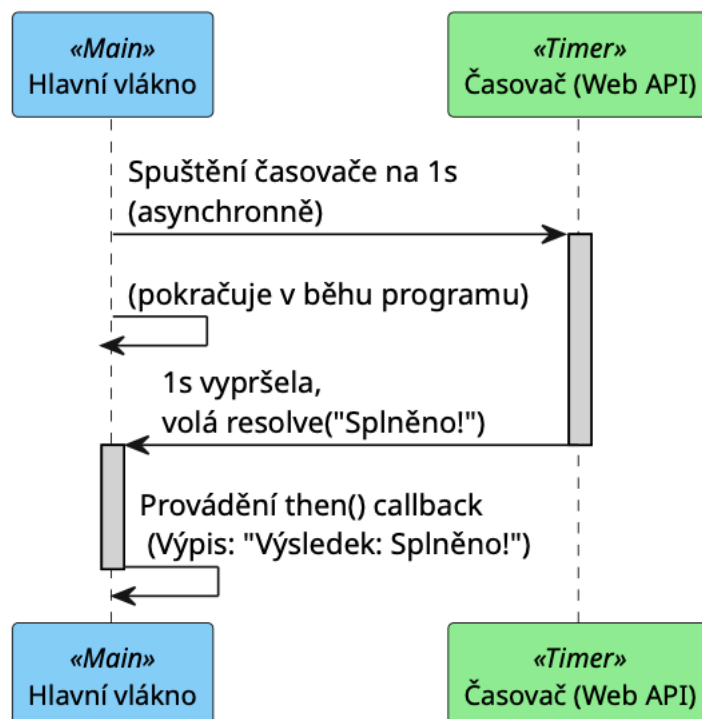 «Main»
Hlavní vlákno
«Timer»
Časovač (Web API)
Spuštění časovače na 1s
(asynchronně)
(pokračuje v běhu programu)
1s vypršela,
volá resolve("Splněno!")
Provádění then() callback
(Výpis: "Výsledek: Splněno!")
«Main»
Hlavní vlákno
«Timer»
Časovač (Web API)